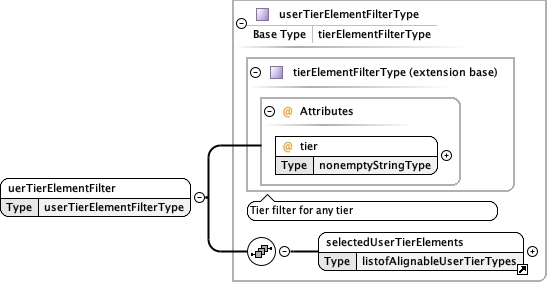 userTierElementFilterType
Base Type tierElementFilterType
tierElementFilterType (extension base)
@ Attributes
@ tier
Type nonemptyStringType
uerTierElementFilter
Type userTierElementFilterType
Tier filter for any tier
selectedUserTierElements
Type listofAlignableUserTierTypes